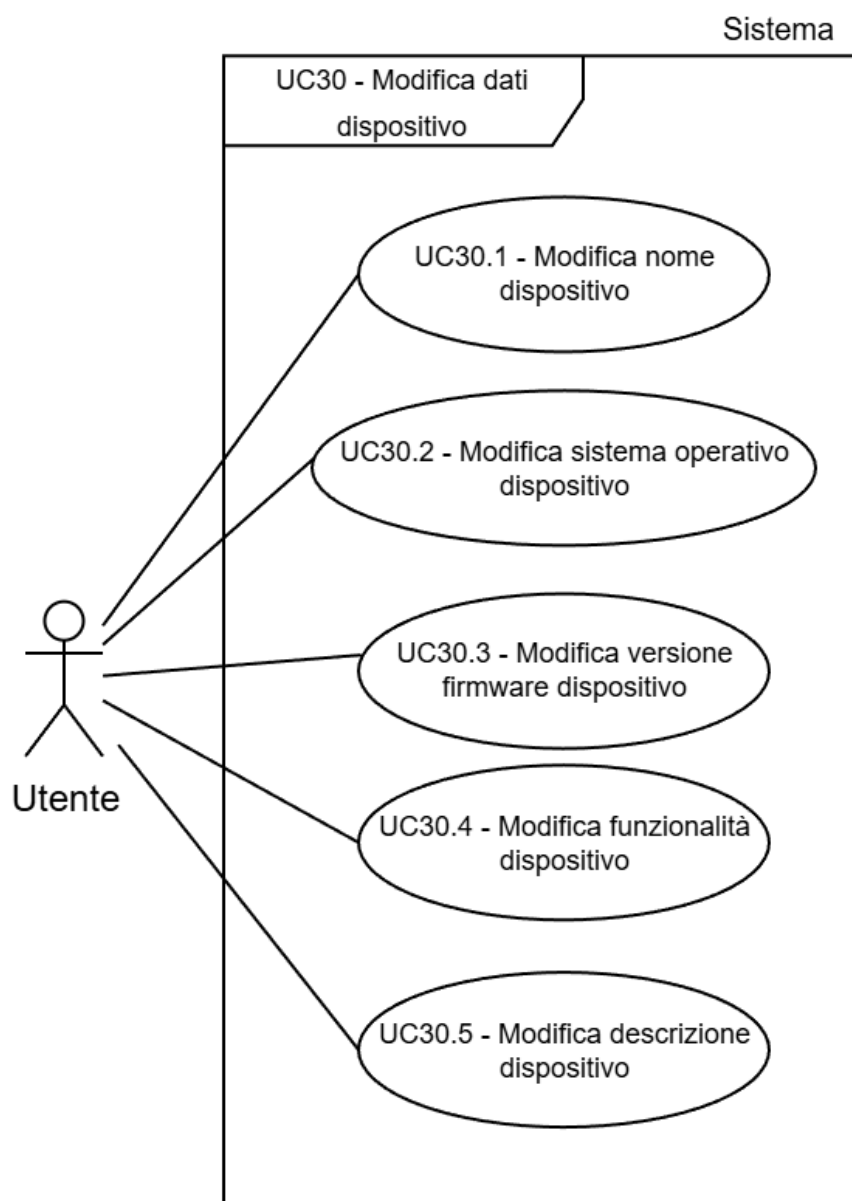 Sistema
UC30 - Modifica dati
dispositivo
UC30.1 - Modifica nome
dispositivo
UC30.2 - Modifica sistema operativo
dispositivo
UC30.3 - Modifica versione
firmware dispositivo
Utente
UC30.4 - Modifica funzionalità
dispositivo
UC30.5 - Modifica descrizione
dispositivo